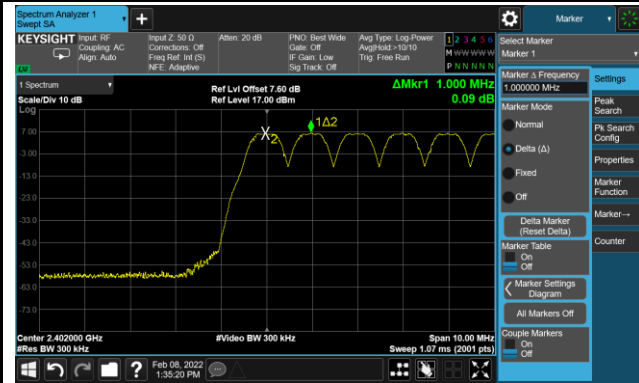 Spectrum Analyzer 1
Swept SA
Marker
KEYSIGHT
Input: RF
Coupling: AC
Align: Auto
Input Z: 50 Ω
Corrections: Off
Freq Ref: Int (S)
NFE: Adaptive
Atten: 20 dB
PNO: Best Wide
Gate: Off
IF Gain: Low
Sig Track: Off
Avg Type: Log-Power
Avg|Hold:>10/10
Trig: Free Run
1 2 3 4 5 6
M W W W W W
P N N N N N
Select Marker
Marker 1
1 Spectrum
Scale/Div 10 dB
Ref Lvl Offset 7.60 dB
Ref Level 17.00 dBm
ΔMkr1 1.000 MHz
0.09 dB
Log
7.00
-3.00
-13.0
-23.0
-33.0
-43.0
-53.0
-63.0
-73.0
X2
1Δ2
Center 2.402000 GHz
#Res BW 300 kHz
#Video BW 300 kHz
Span 10.00 MHz
Sweep 1.07 ms (2001 pts)
Marker Δ Frequency
1.000000 MHz
Marker Mode
Normal
Delta (Δ)
Fixed
Off
Delta Marker
(Reset Delta)
Marker Table
On
Off
Marker Settings
Diagram
All Markers Off
Couple Markers
On
Off
Settings
Peak
Search
Pk Search
Config
Properties
Marker
Function
Marker→
Counter
?
Feb 08, 2022
1:35:20 PM